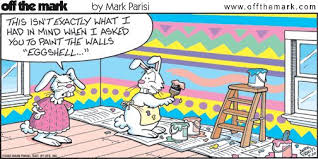 off the mark
by Mark Parisi
www.offthemark.com
THIS ISN'T EXACTLY WHAT I
HAD IN MIND WHEN I ASKED
YOU TO PAINT THE WALLS
"EGGSHELL..."